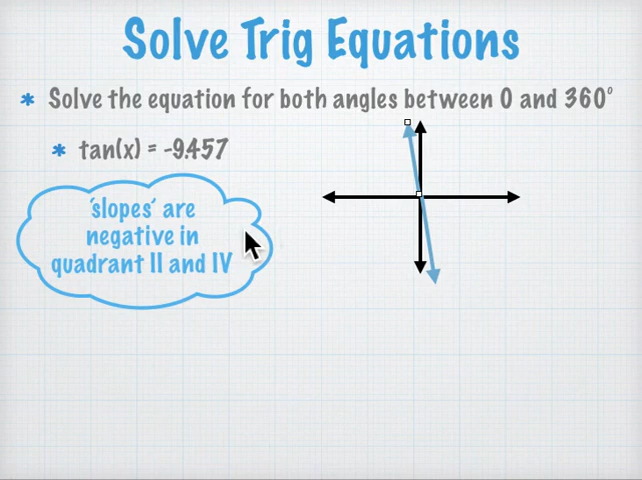 Solve Trig Equations
* Solve the equation for both angles between 0 and 360°
* tan(x) = -9.457
'slopes' are
negative in
quadrant II and IV